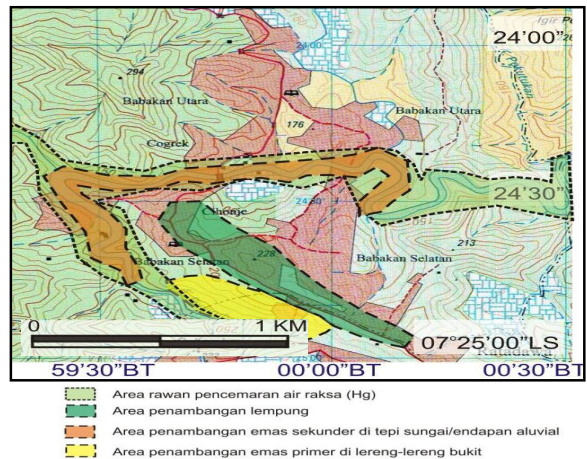 Igir
24'00"
294
24'00
Babakan Utara
176
Babakan Utara
Cogrek
24'30"
24'30"
Cihonje
Babakan Selatan
228
Babakan Selatan
213
0 1 KM
07°25'00"LS
59'30"BT 00'00"BT 00'30"BT
Area rawan pencemaran air raksa (Hg)
Area penambangan lempung
Area penambangan emas sekunder di tepi sungai/endapan aluvial
Area penambangan emas primer di lereng-lereng bukit